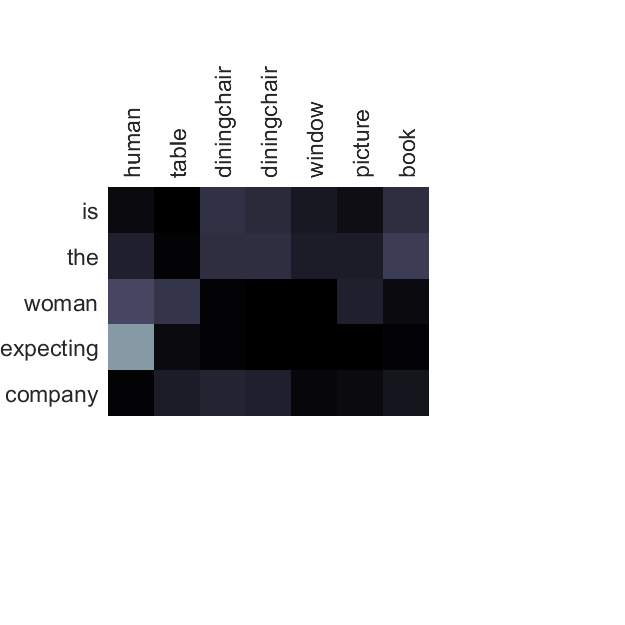 human table diningchair diningchair window picture book
is
the
woman
expecting
company